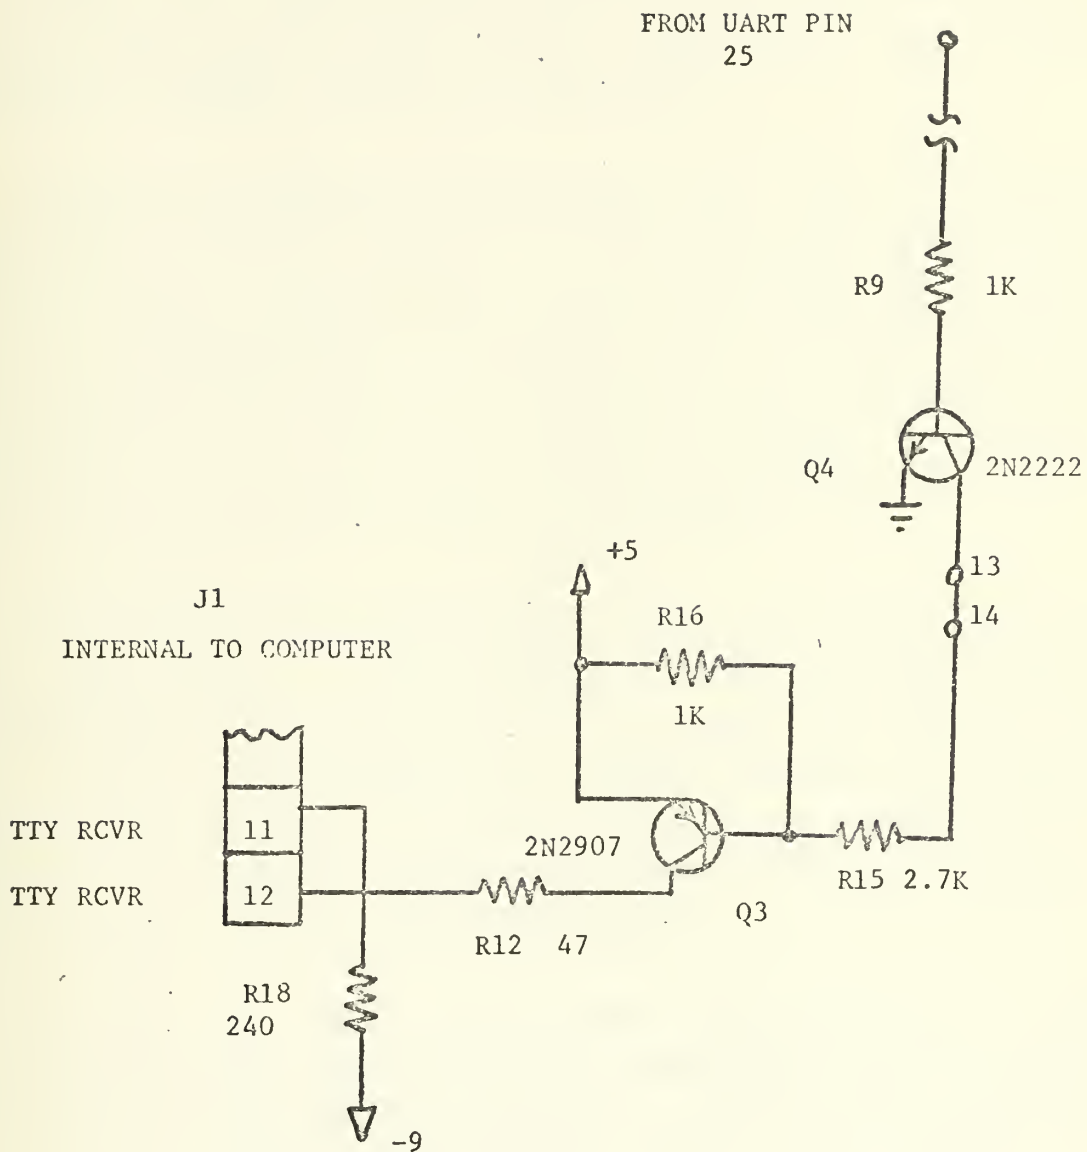 FROM UART PIN
25
R9 1K
Q4
2N2222
+5
13
J1
14
R16
INTERNAL TO COMPUTER
1K
TTY RCVR 11
2N2907
TTY RCVR 12
R15 2.7K
Q3
R12 47
R18
240
-9